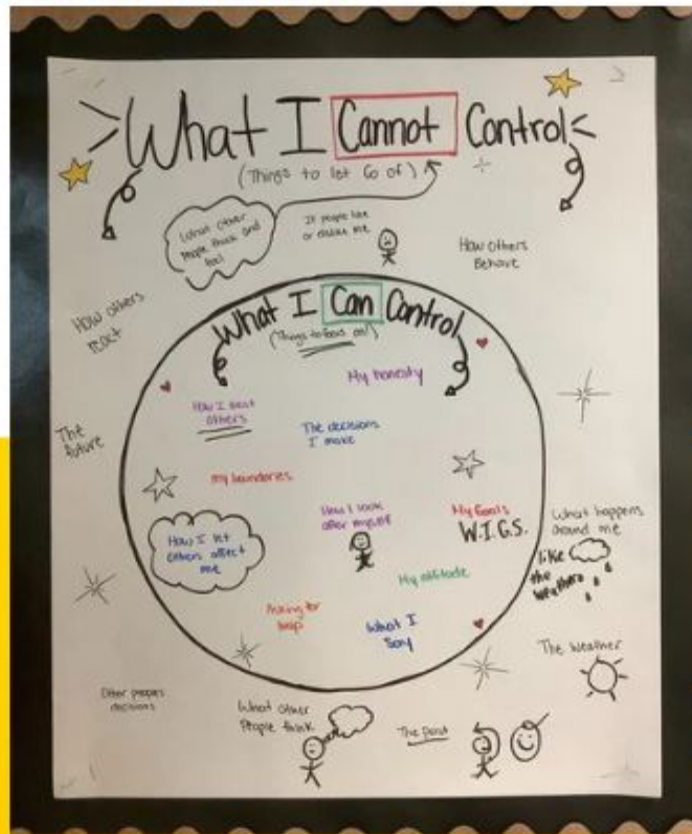 What I Cannot Control
(Things to let Go of)
What other
People think and
feel
If people like
or dislike me
How others
Behave
How others
react
What I Can Control
(Things to focus on!)
My honesty
How I treat
others
The decisions
I make
The
future
My boundaries
How I look
after myself
My Goals
W.I.G.S.
What happens
around me
like
the
weather
How I let
others affect
me
My attitude
Asking for
help
What I
Say
The Weather
Other peoples
decisions
What other
People think
The Past